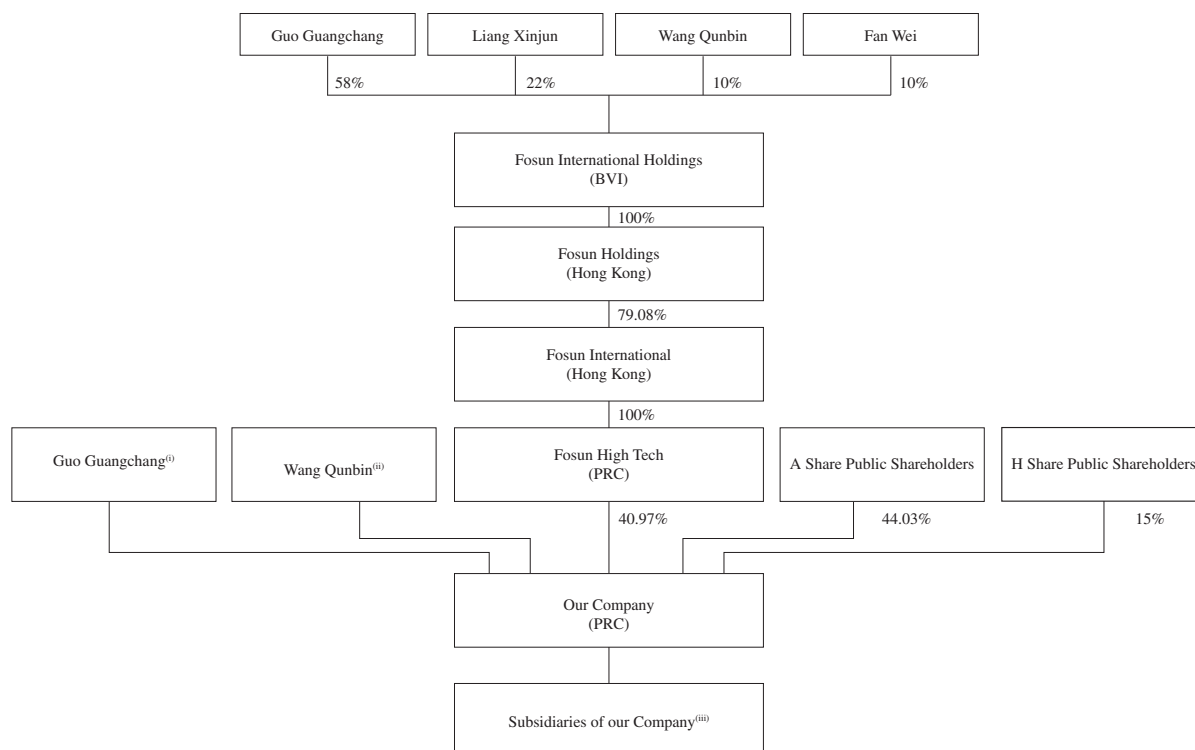 Guo Guangchang
Liang Xinjun
Wang Qunbin
Fan Wei
58%
22%
10%
10%
Fosun International Holdings
(BVI)
100%
Fosun Holdings
(Hong Kong)
79.08%
Fosun International
(Hong Kong)
100%
Guo Guangchang(i)
Wang Qunbin(ii)
Fosun High Tech
(PRC)
A Share Public Shareholders
H Share Public Shareholders
40.97%
44.03%
15%
Our Company
(PRC)
Subsidiaries of our Company(iii)